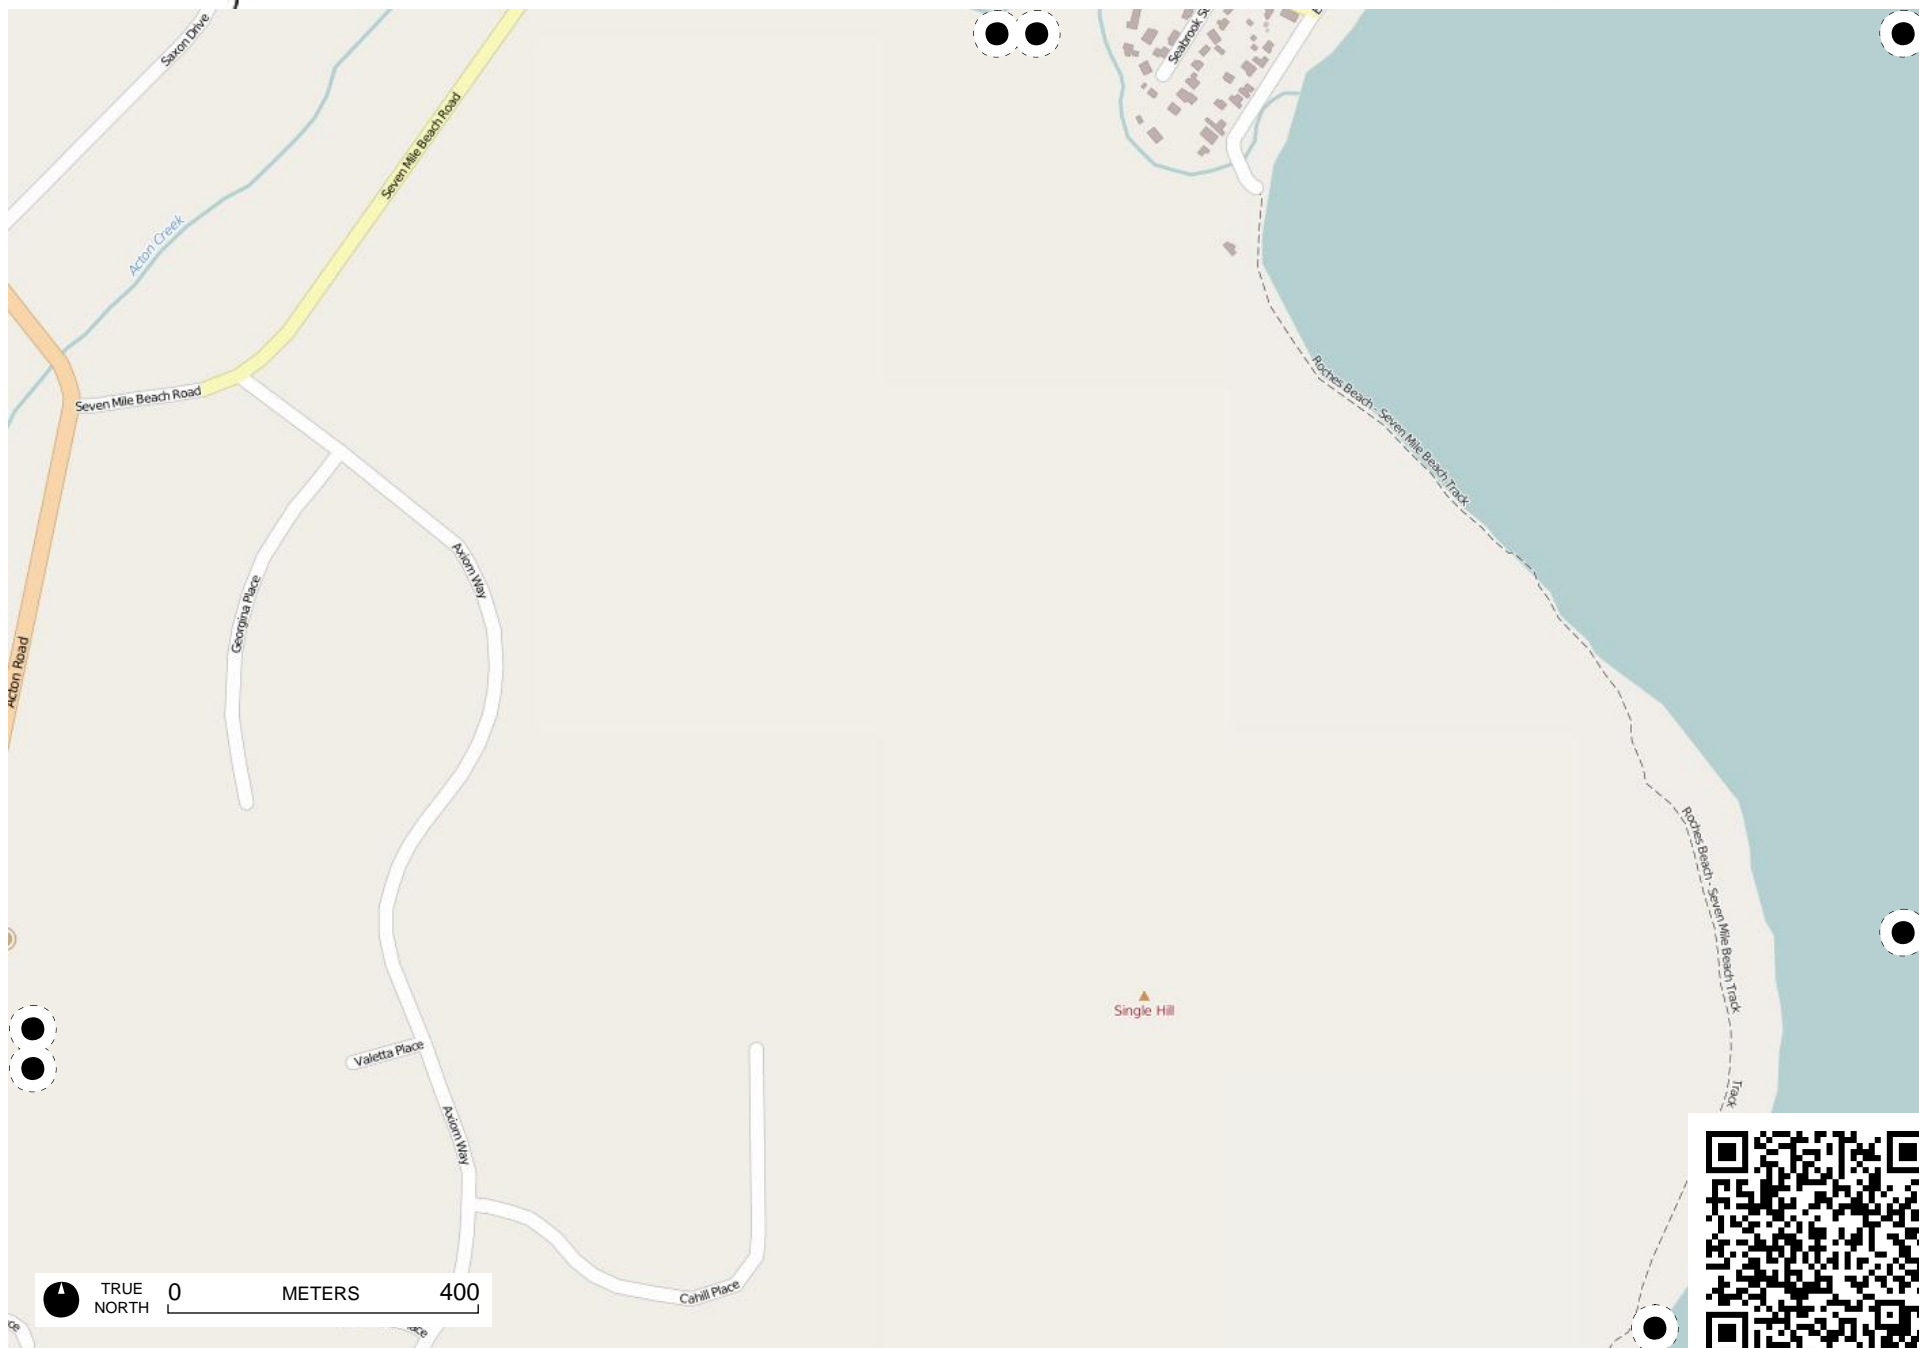 Saxon Drive
Seabrook
Seven Mile Beach Road
Acton Creek
Roches Beach - Seven Mile Beach Track
Seven Mile Beach Road
Axiom Way
Georgina Place
Acton Road
Roches Beach - Seven Mile Beach Track
Single Hill
Valetta Place
Track
Axiom Way
Cahill Place
TRUE
NORTH
0 METERS 400